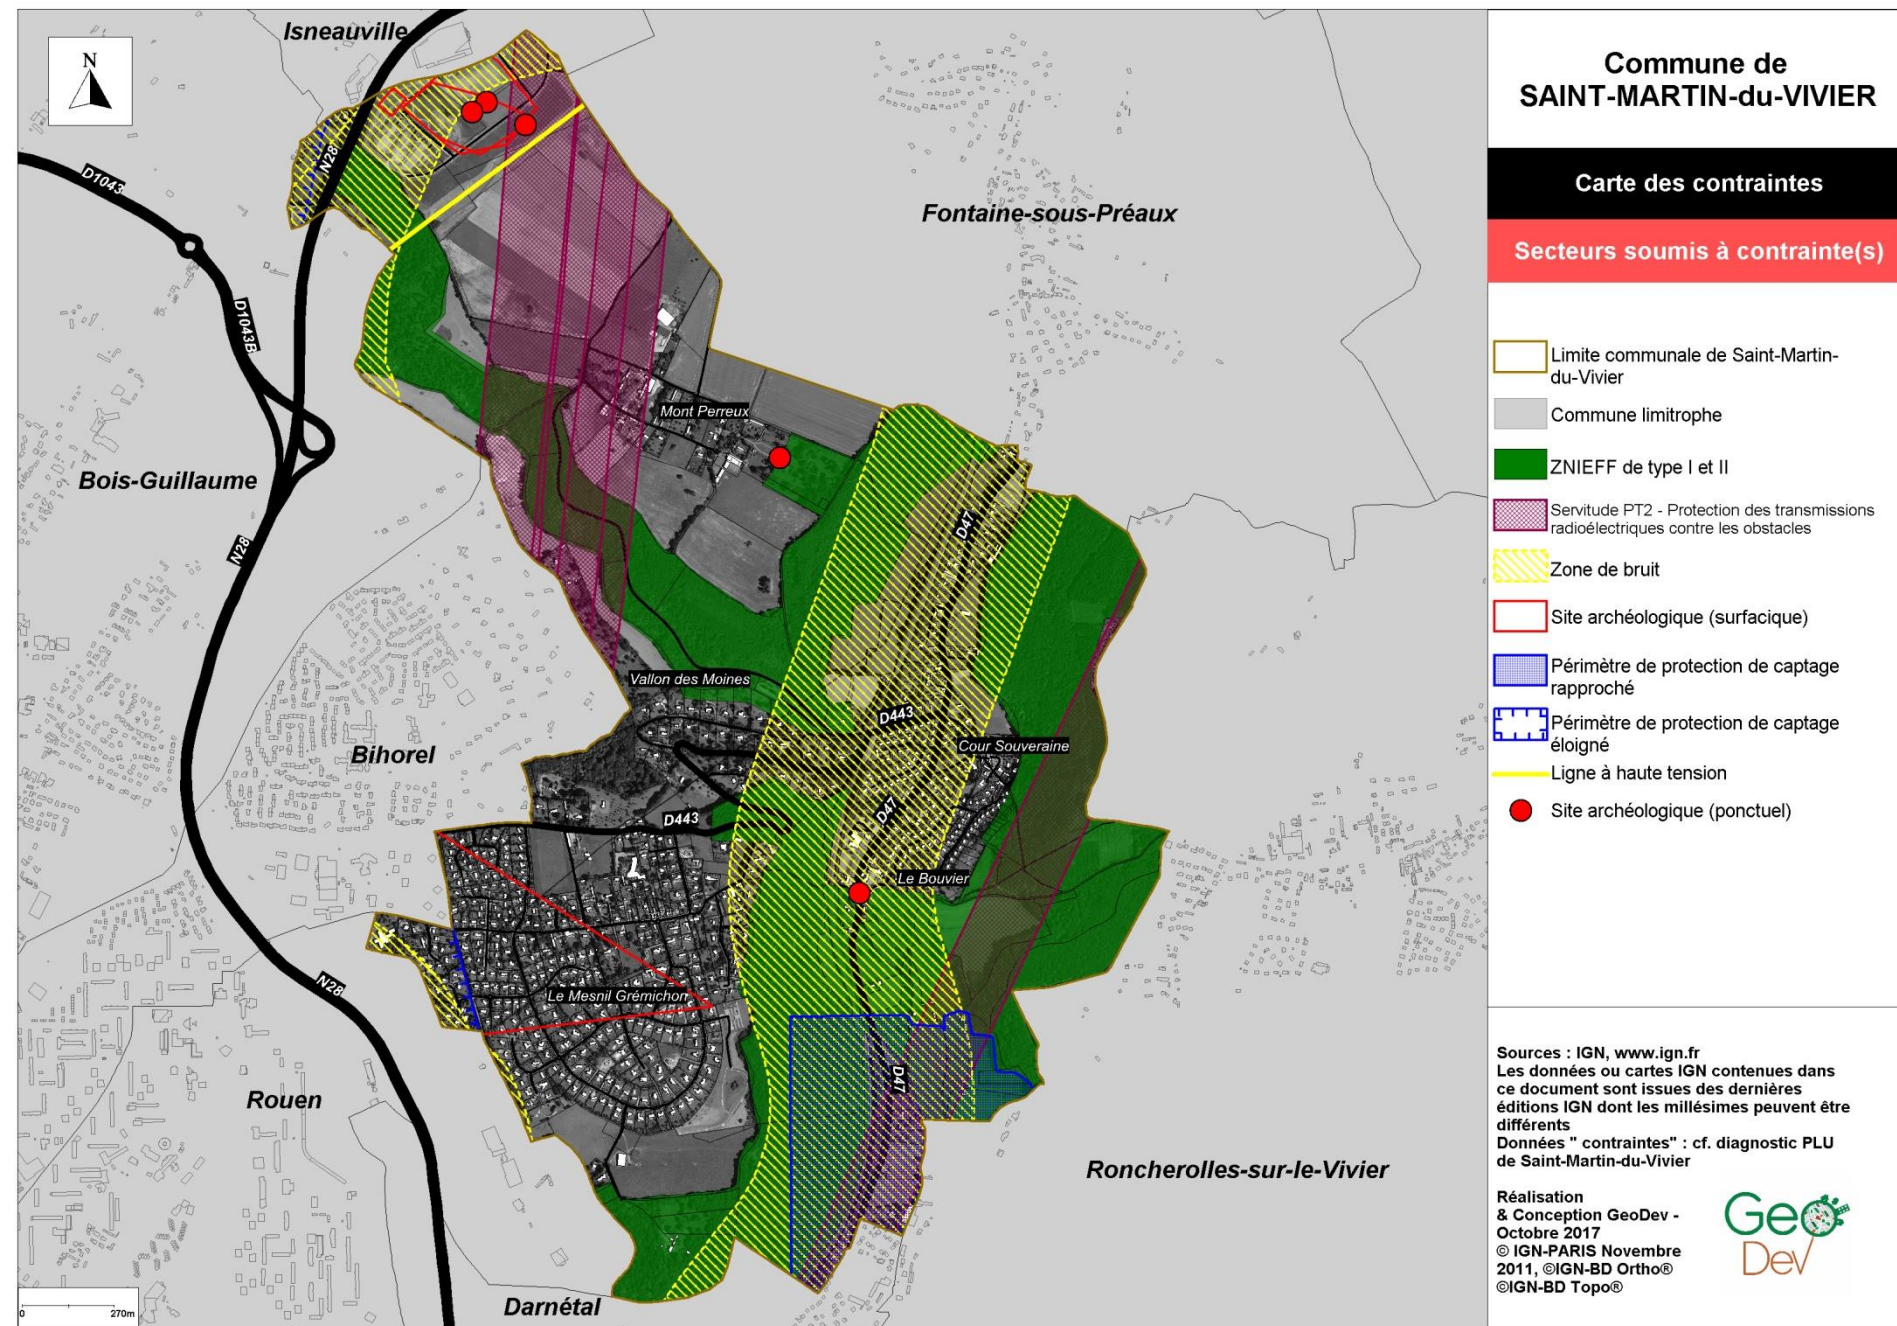 Commune de
SAINT-MARTIN-du-VIVIER
Carte des contraintes
Secteurs soumis à contrainte(s)
Limite communale de Saint-Martin-
du-Vivier
Commune limitrophe
ZNIEFF de type I et II
Servitude PT2 - Protection des transmissions
radioélectriques contre les obstacles
Zone de bruit
Site archéologique (surfacique)
Périmètre de protection de captage
rapproché
Périmètre de protection de captage
éloigné
Ligne à haute tension
Site archéologique (ponctuel)
Sources : IGN, www.ign.fr
Les données ou cartes IGN contenues dans
ce document sont issues des dernières
éditions IGN dont les millésimes peuvent être
différents
Données " contraintes" : cf. diagnostic PLU
de Saint-Martin-du-Vivier
Réalisation
& Conception GeoDev -
Octobre 2017
© IGN-PARIS Novembre
2011, ©IGN-BD Ortho®
©IGN-BD Topo®
Geo
Dev
N
Isneauville
D1043
N28
Fontaine-sous-Préaux
D1043B
Mont Perreux
Bois-Guillaume
D47
N28
Vallon des Moines
D443
Cour Souveraine
Bihorel
D47
D443
Le Bouvier
N28
Le Mesnil Grémichon
D47
Rouen
Roncherolles-sur-le-Vivier
Darnétal
0 270m